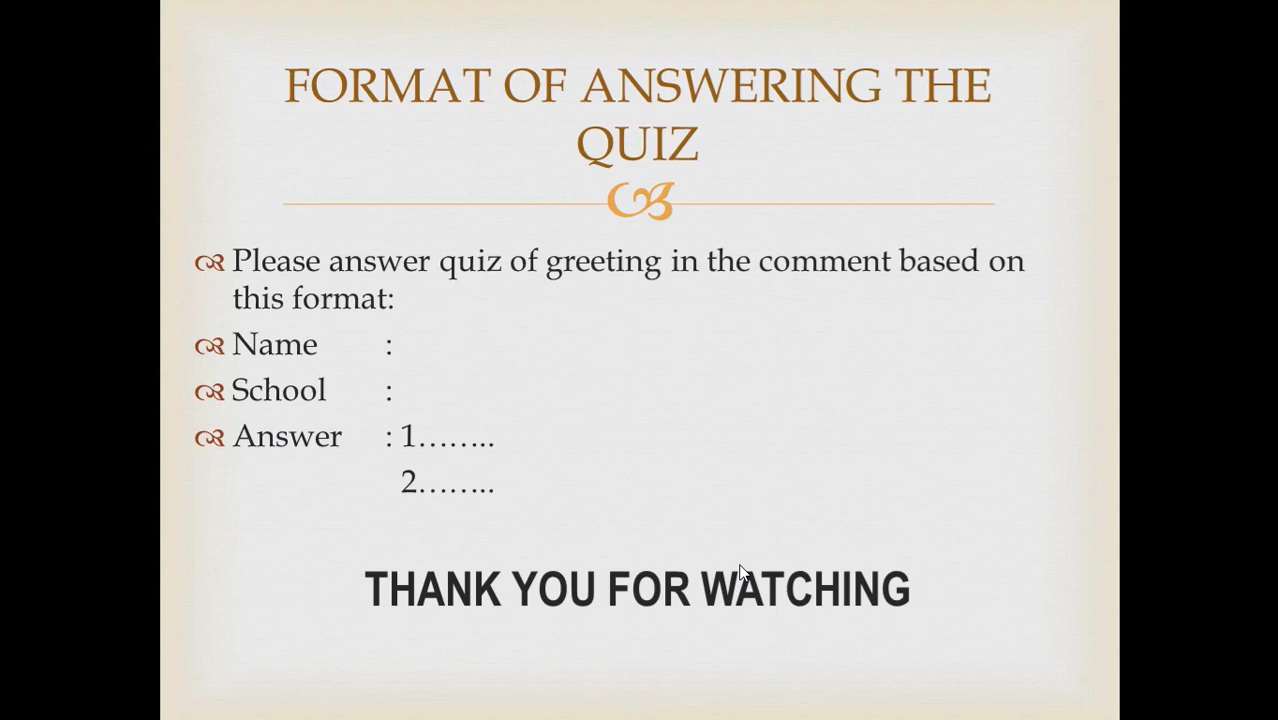 FORMAT OF ANSWERING THE
QUIZ
Please answer quiz of greeting in the comment based on
this format:
Name :
School :
Answer : 1……..
2……..
THANK YOU FOR WATCHING